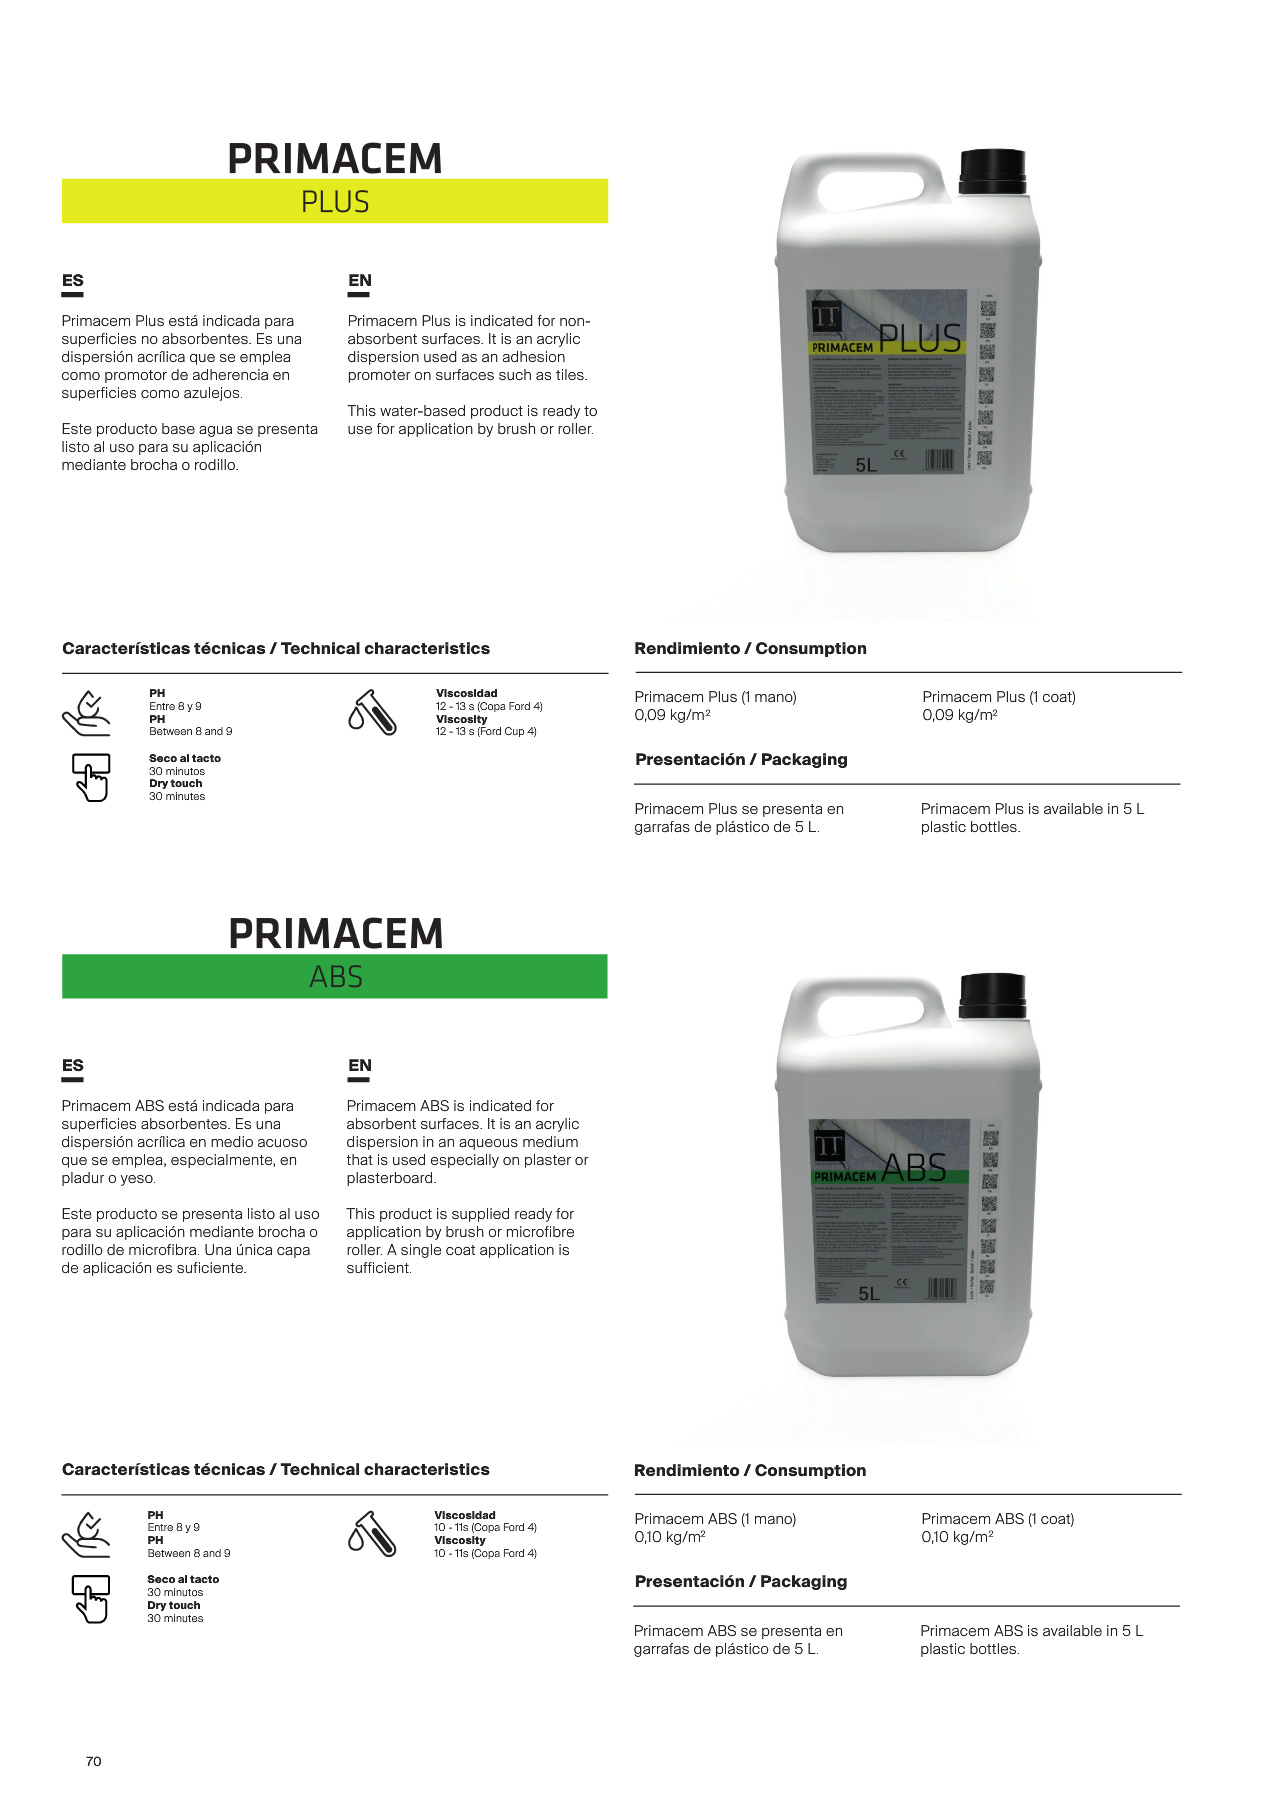 PRIMACEM
PLUS
ES
Primacem Plus está indicada para
superficies no absorbentes. Es una
dispersión acrílica que se emplea
como promotor de adherencia en
superficies como azulejos.
Este producto base agua se presenta
listo al uso para su aplicación
mediante brocha o rodillo.
EN
Primacem Plus is indicated for non-
absorbent surfaces. It is an acrylic
dispersion used as an adhesion
promoter on surfaces such as tiles.
This water-based product is ready to
use for application by brush or roller.
TT
PRIMACEM PLUS
5L
CE
Características técnicas / Technical characteristics
PH
Entre 8 y 9
PH
Between 8 and 9
Viscosidad
12 - 13 s (Copa Ford 4)
Viscosity
12 - 13 s (Ford Cup 4)
Seco al tacto
30 minutos
Dry touch
30 minutes
Rendimiento / Consumption
Primacem Plus (1 mano)
0,09 kg/m²
Primacem Plus (1 coat)
0,09 kg/m²
Presentación / Packaging
Primacem Plus se presenta en
garrafas de plástico de 5 L.
Primacem Plus is available in 5 L
plastic bottles.
PRIMACEM
ABS
ES
Primacem ABS está indicada para
superficies absorbentes. Es una
dispersión acrílica en medio acuoso
que se emplea, especialmente, en
pladur o yeso.
Este producto se presenta listo al uso
para su aplicación mediante brocha o
rodillo de microfibra. Una única capa
de aplicación es suficiente.
EN
Primacem ABS is indicated for
absorbent surfaces. It is an acrylic
dispersion in an aqueous medium
that is used especially on plaster or
plasterboard.
This product is supplied ready for
application by brush or microfibre
roller. A single coat application is
sufficient.
TT
PRIMACEM ABS
5L
CE
Características técnicas / Technical characteristics
PH
Entre 8 y 9
PH
Between 8 and 9
Viscosidad
10 - 11s (Copa Ford 4)
Viscosity
10 - 11s (Copa Ford 4)
Seco al tacto
30 minutos
Dry touch
30 minutes
Rendimiento / Consumption
Primacem ABS (1 mano)
0,10 kg/m²
Primacem ABS (1 coat)
0,10 kg/m²
Presentación / Packaging
Primacem ABS se presenta en
garrafas de plástico de 5 L.
Primacem ABS is available in 5 L
plastic bottles.
70